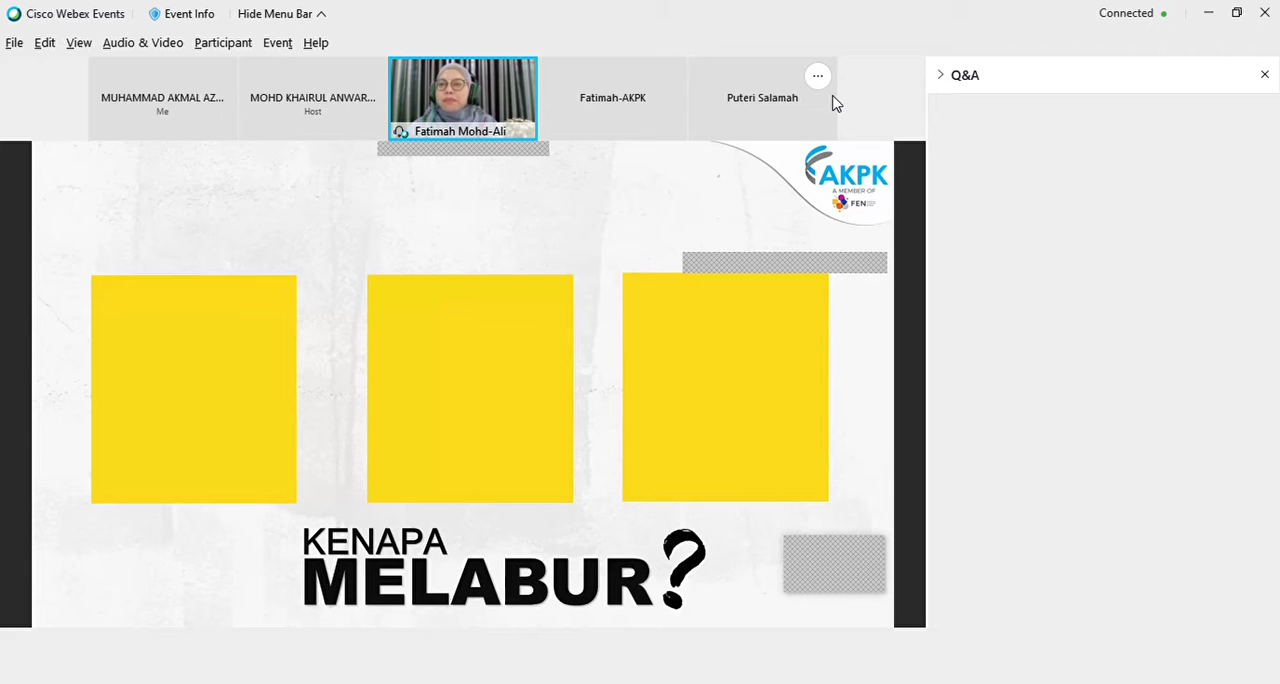 Cisco Webex Events
Event Info
Hide Menu Bar
Connected
File Edit View Audio & Video Participant Event Help
MUHAMMAD AKMAL AZ...
Me
MOHD KHAIRUL ANWAR...
Host
Fatimah Mohd-Ali
Fatimah-AKPK
Puteri Salamah
Q&A
AKPK
A MEMBER OF
FEN
KENAPA
MELABUR?